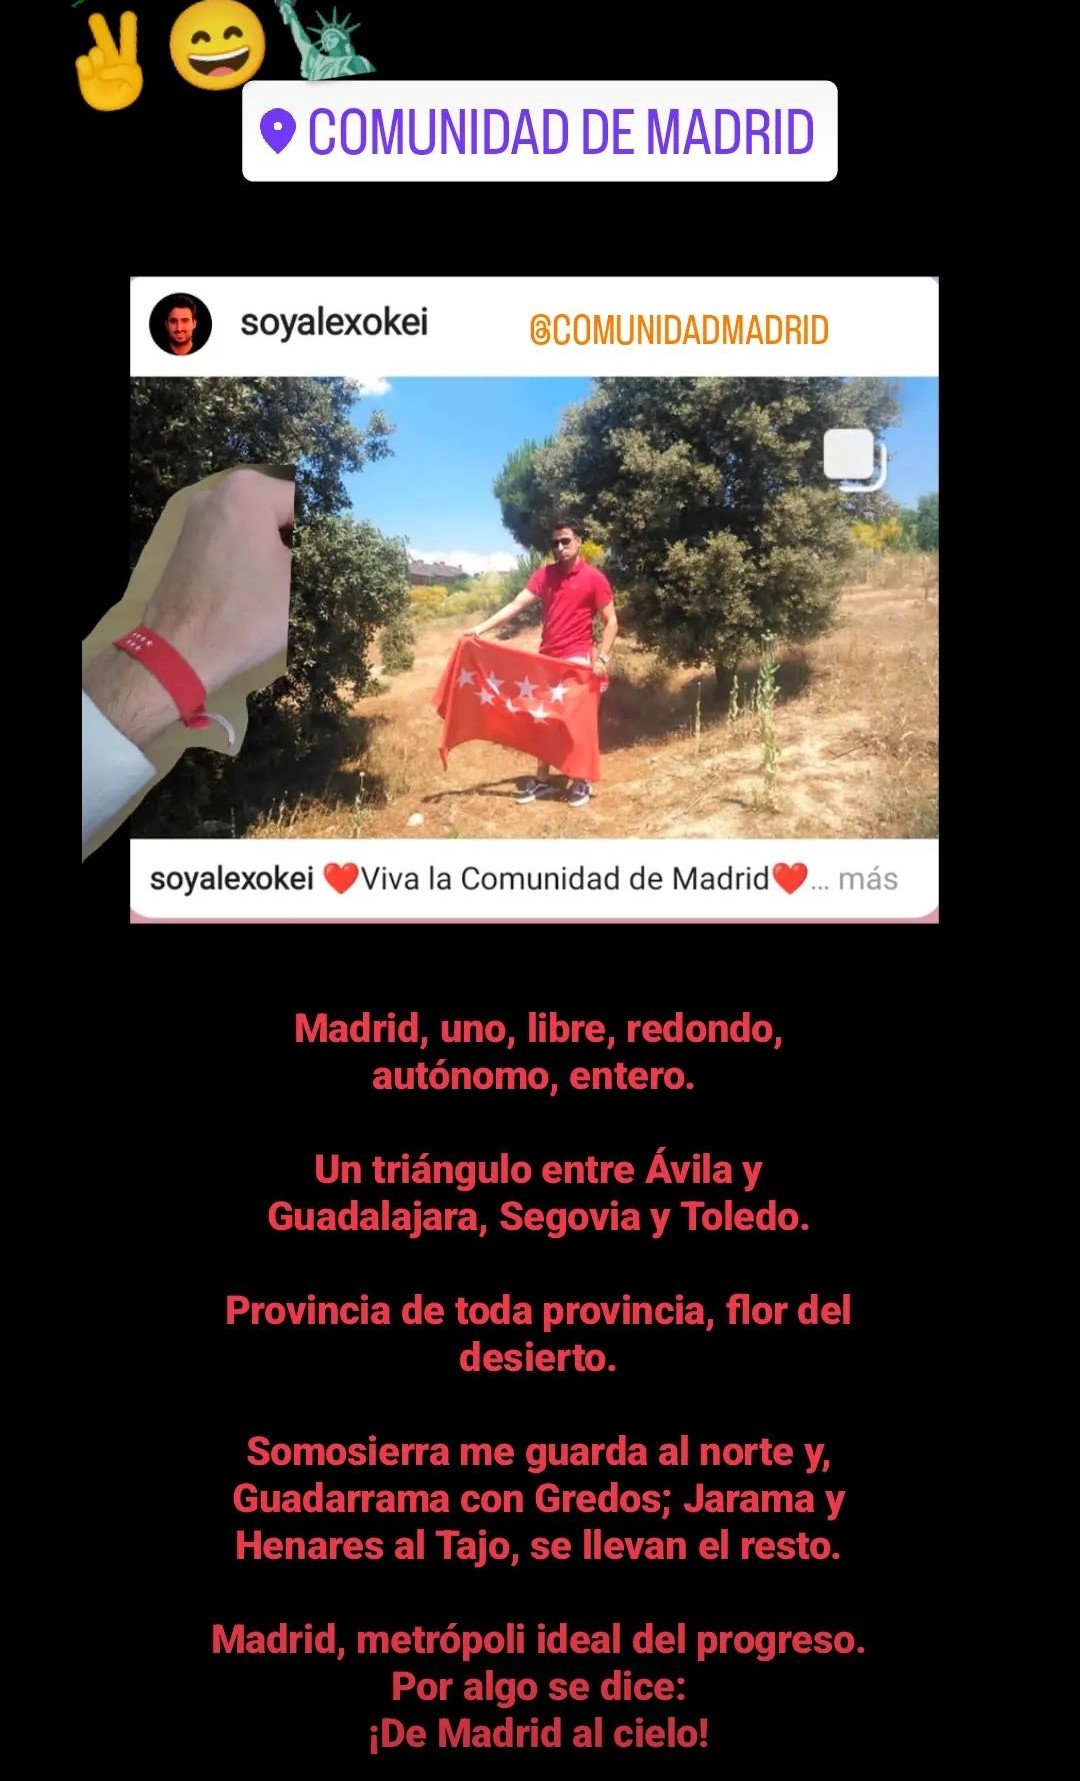 COMUNIDAD DE MADRID
soyalexokei @COMUNIDADMADRID
soyalexokei ❤️Viva la Comunidad de Madrid❤️... más
Madrid, uno, libre, redondo,
autónomo, entero.
Un triángulo entre Ávila y
Guadalajara, Segovia y Toledo.
Provincia de toda provincia, flor del
desierto.
Somosierra me guarda al norte y,
Guadarrama con Gredos; Jarama y
Henares al Tajo, se llevan el resto.
Madrid, metrópoli ideal del progreso.
Por algo se dice:
¡De Madrid al cielo!